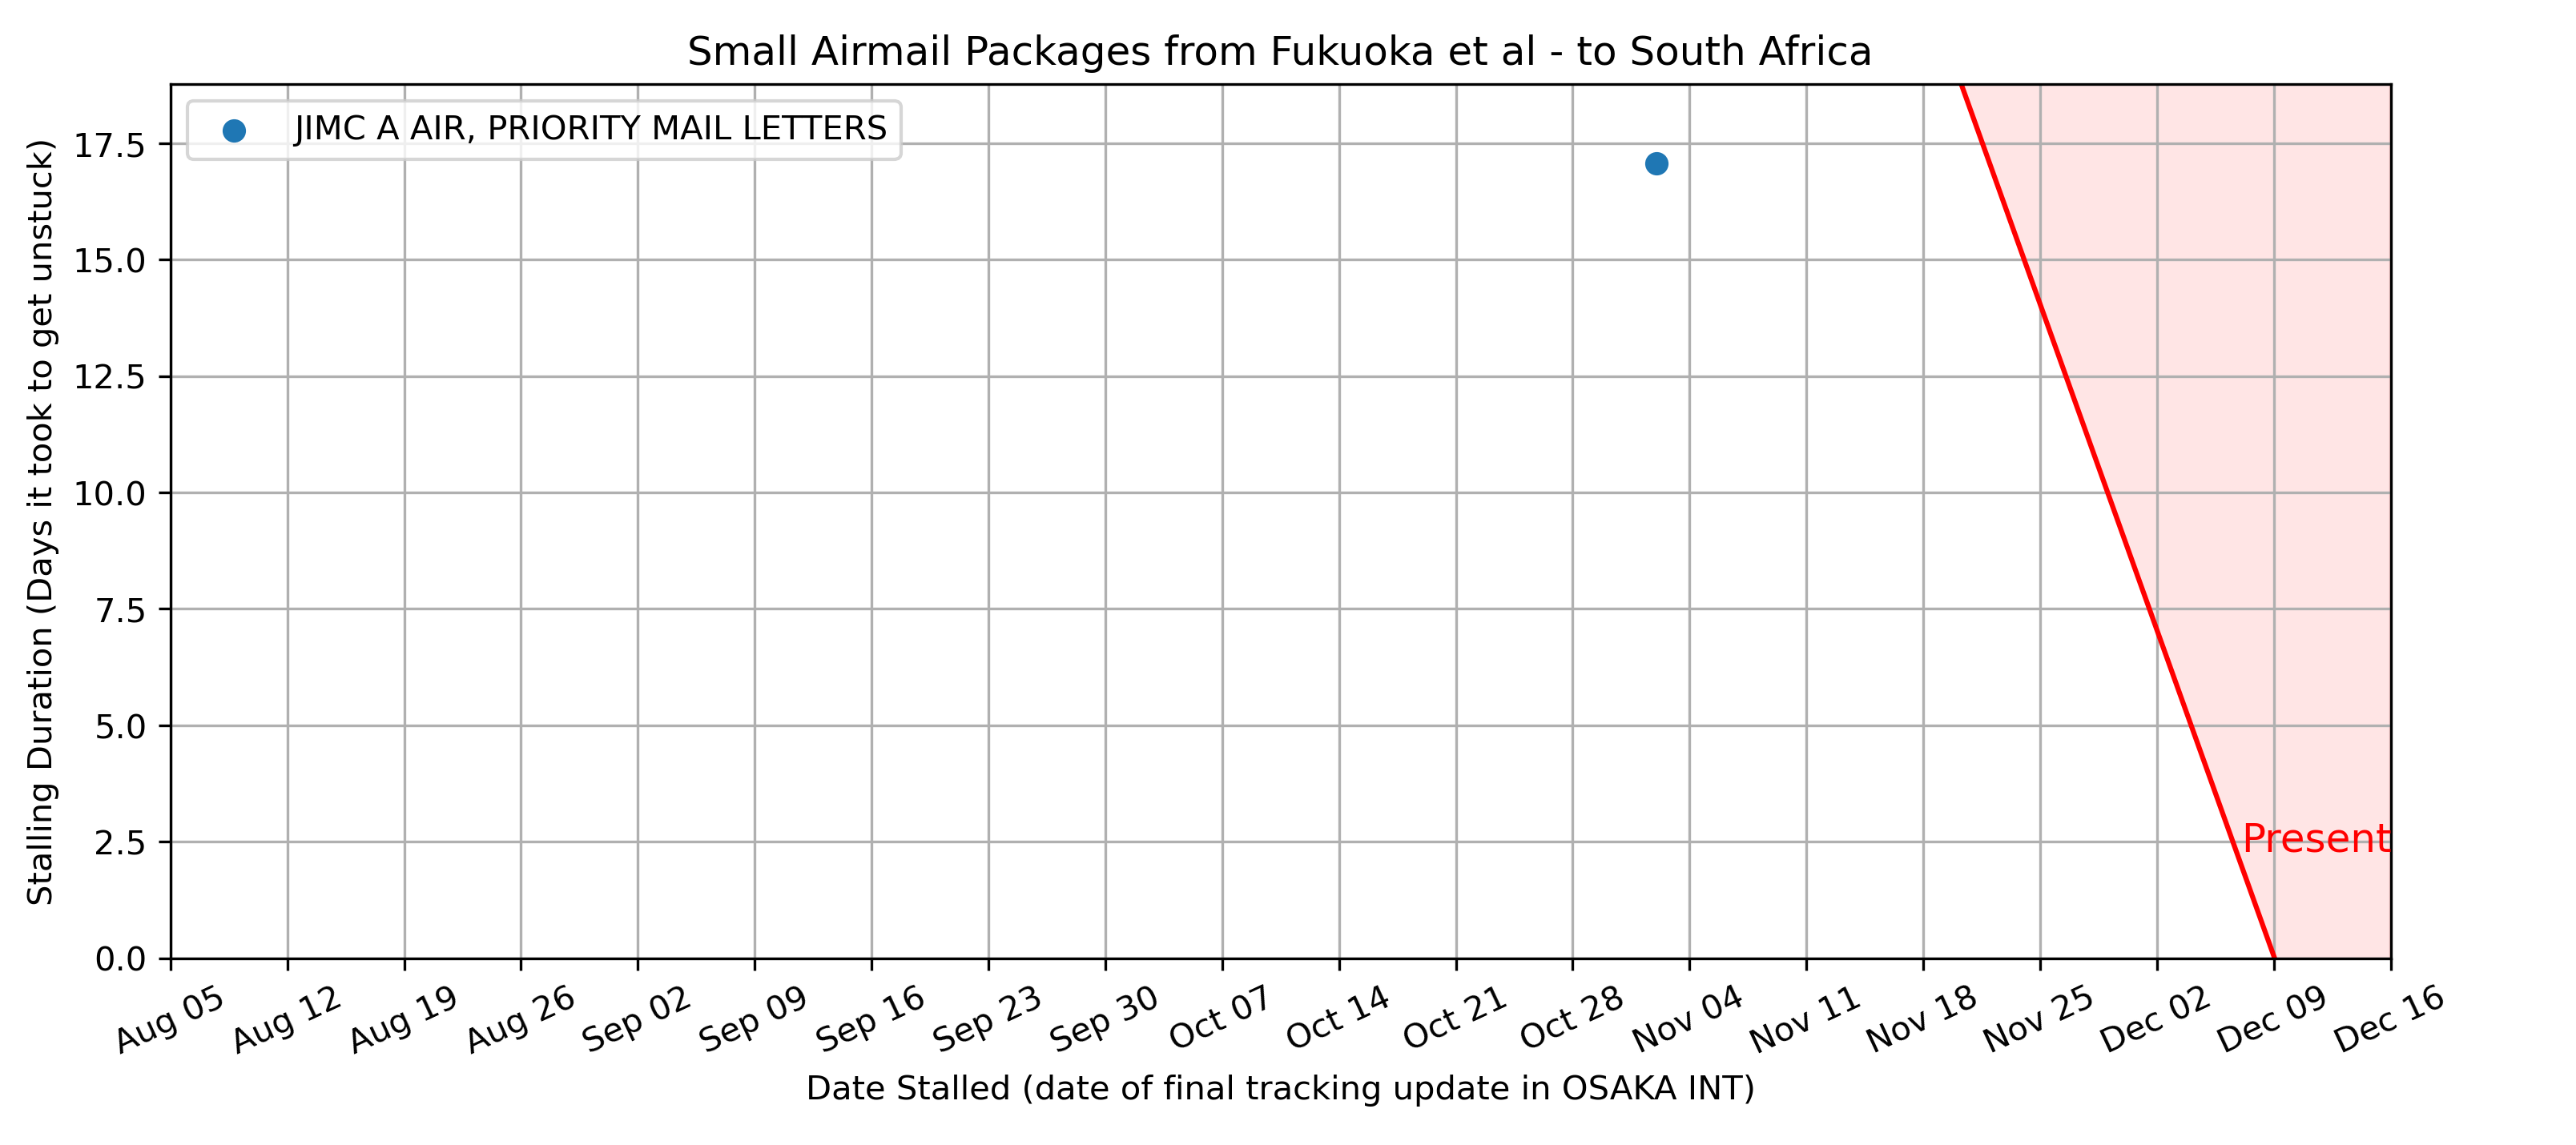 Small Airmail Packages from Fukuoka et al - to South Africa
JIMC A AIR, PRIORITY MAIL LETTERS
Stalling Duration (Days it took to get unstuck)
17.5
15.0
12.5
10.0
7.5
5.0
2.5
0.0
Present
Aug 05
Aug 12
Aug 19
Aug 26
Sep 02
Sep 09
Sep 16
Sep 23
Sep 30
Oct 07
Oct 14
Oct 21
Oct 28
Nov 04
Nov 11
Nov 18
Nov 25
Dec 02
Dec 09
Dec 16
Date Stalled (date of final tracking update in OSAKA INT)